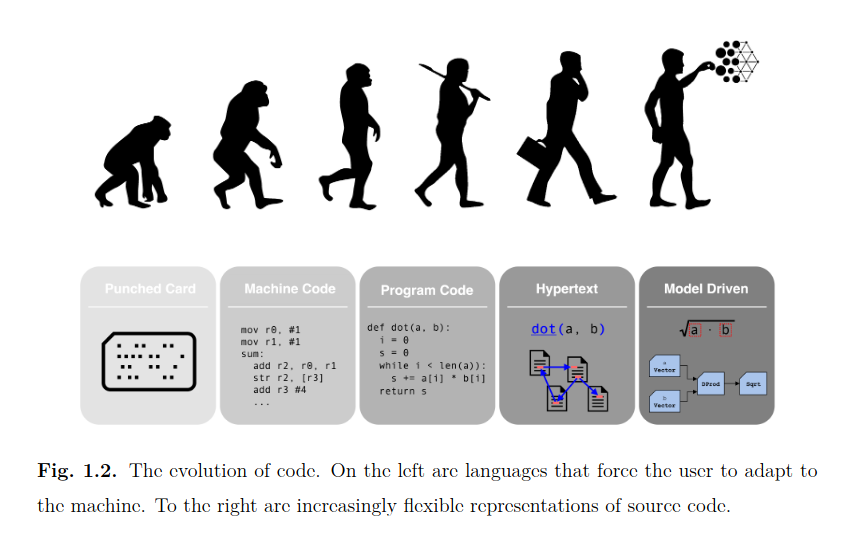 Punched Card
Machine Code
mov r0, #1
mov r1, #1
sum:
add r2, r0, r1
str r2, [r3]
add r3 #4
...
Program Code
def dot(a, b):
i = 0
s = 0
while i < len(a)):
s += a[i] * b[i]
return s
Hypertext
dot(a, b)
Model Driven
√a · b
a
Vector
b
Vector
DProd
Sqrt
Fig. 1.2. The evolution of code. On the left are languages that force the user to adapt to
the machine. To the right are increasingly flexible representations of source code.